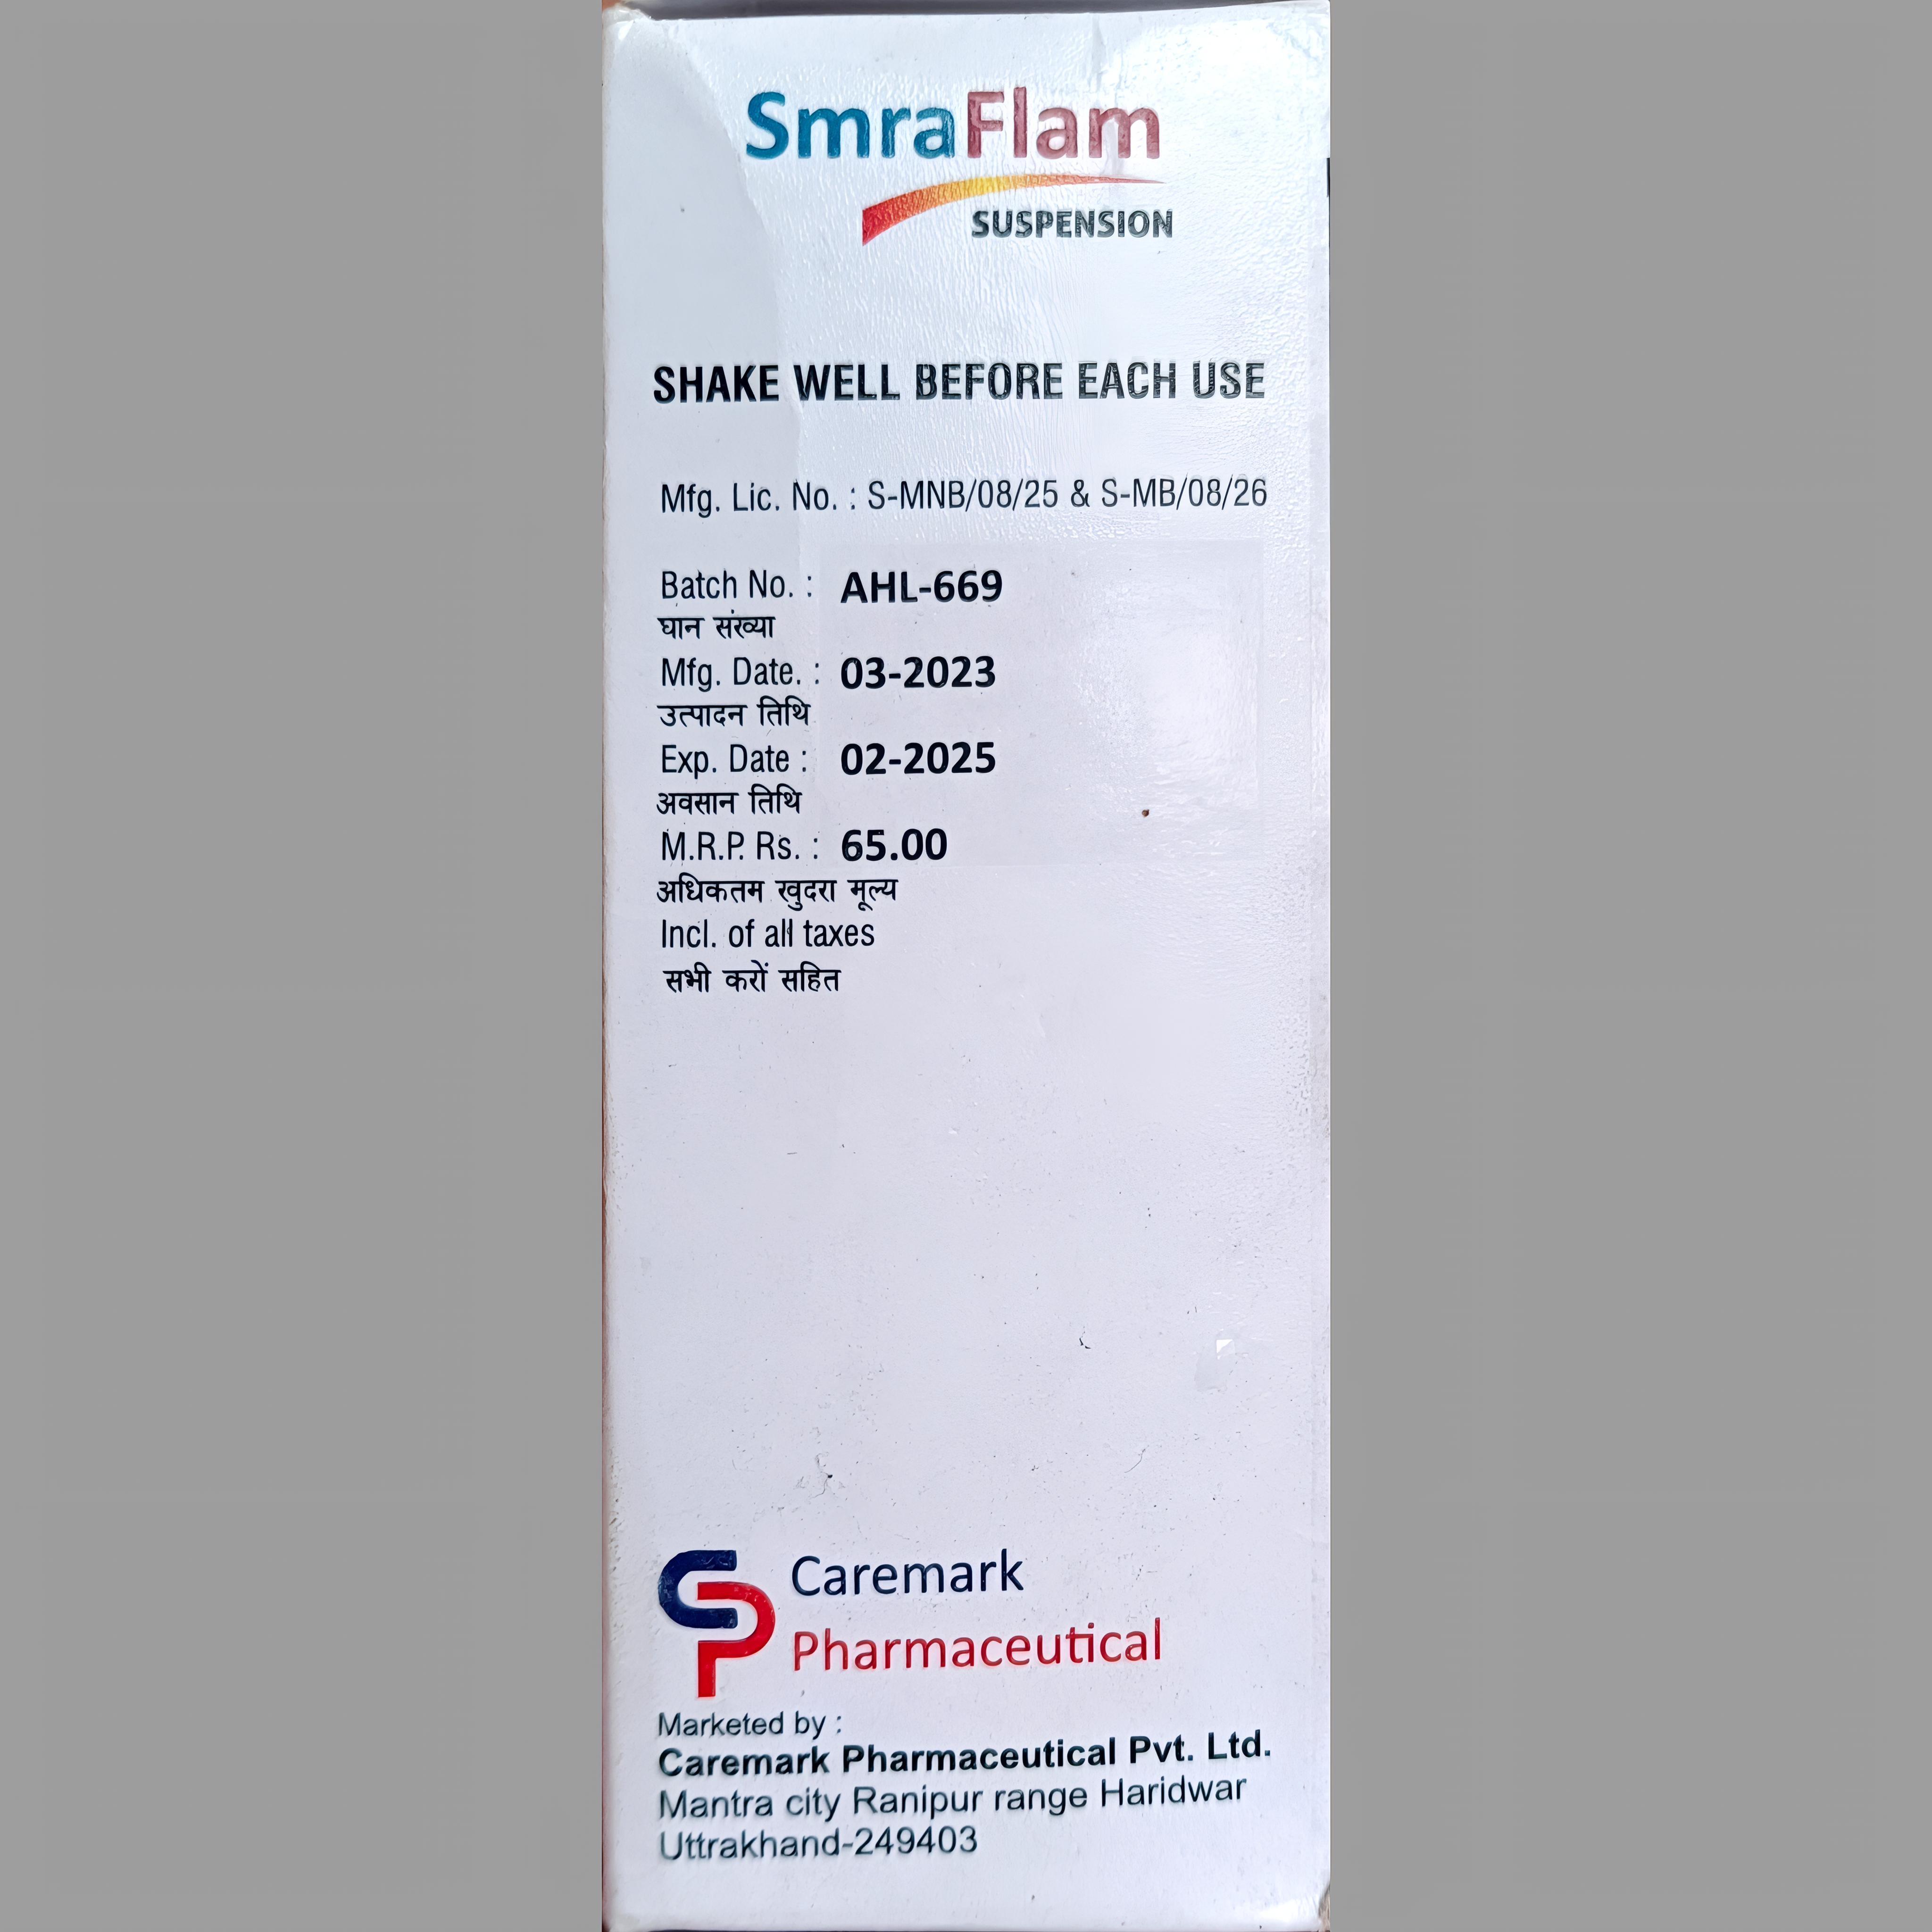 SmraFlam
SUSPENSION
SHAKE WELL BEFORE EACH USE
Mfg. Lic. No. : S-MNB/08/25 & S-MB/08/26
Batch No. : AHL-669
घान संख्या
Mfg. Date. : 03-2023
उत्पादन तिथि
Exp. Date : 02-2025
अवसान तिथि
M.R.P. Rs. : 65.00
अधिकतम खुदरा मूल्य
Incl. of all taxes
सभी करों सहित
CP Caremark
Pharmaceutical
Marketed by :
Caremark Pharmaceutical Pvt. Ltd.
Mantra city Ranipur range Haridwar
Uttrakhand-249403